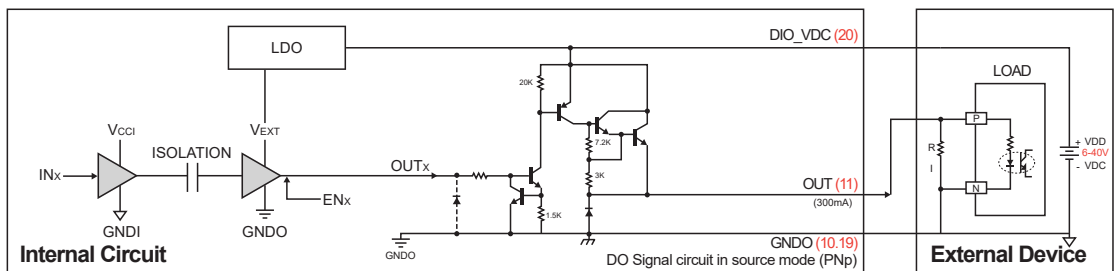 DIO_VDC (20)
LDO
LOAD
20K
VCCI
VEXT
P
ISOLATION
7.2K
+ VDD
R
6-40V
INX
OUTX
3K
OUT (11)
I
- VDC
ENX
(300mA)
N
1.5K
GNDI
GNDO
GNDO
GNDO (10.19)
Internal Circuit
DO Signal circuit in source mode (PNp)
External Device